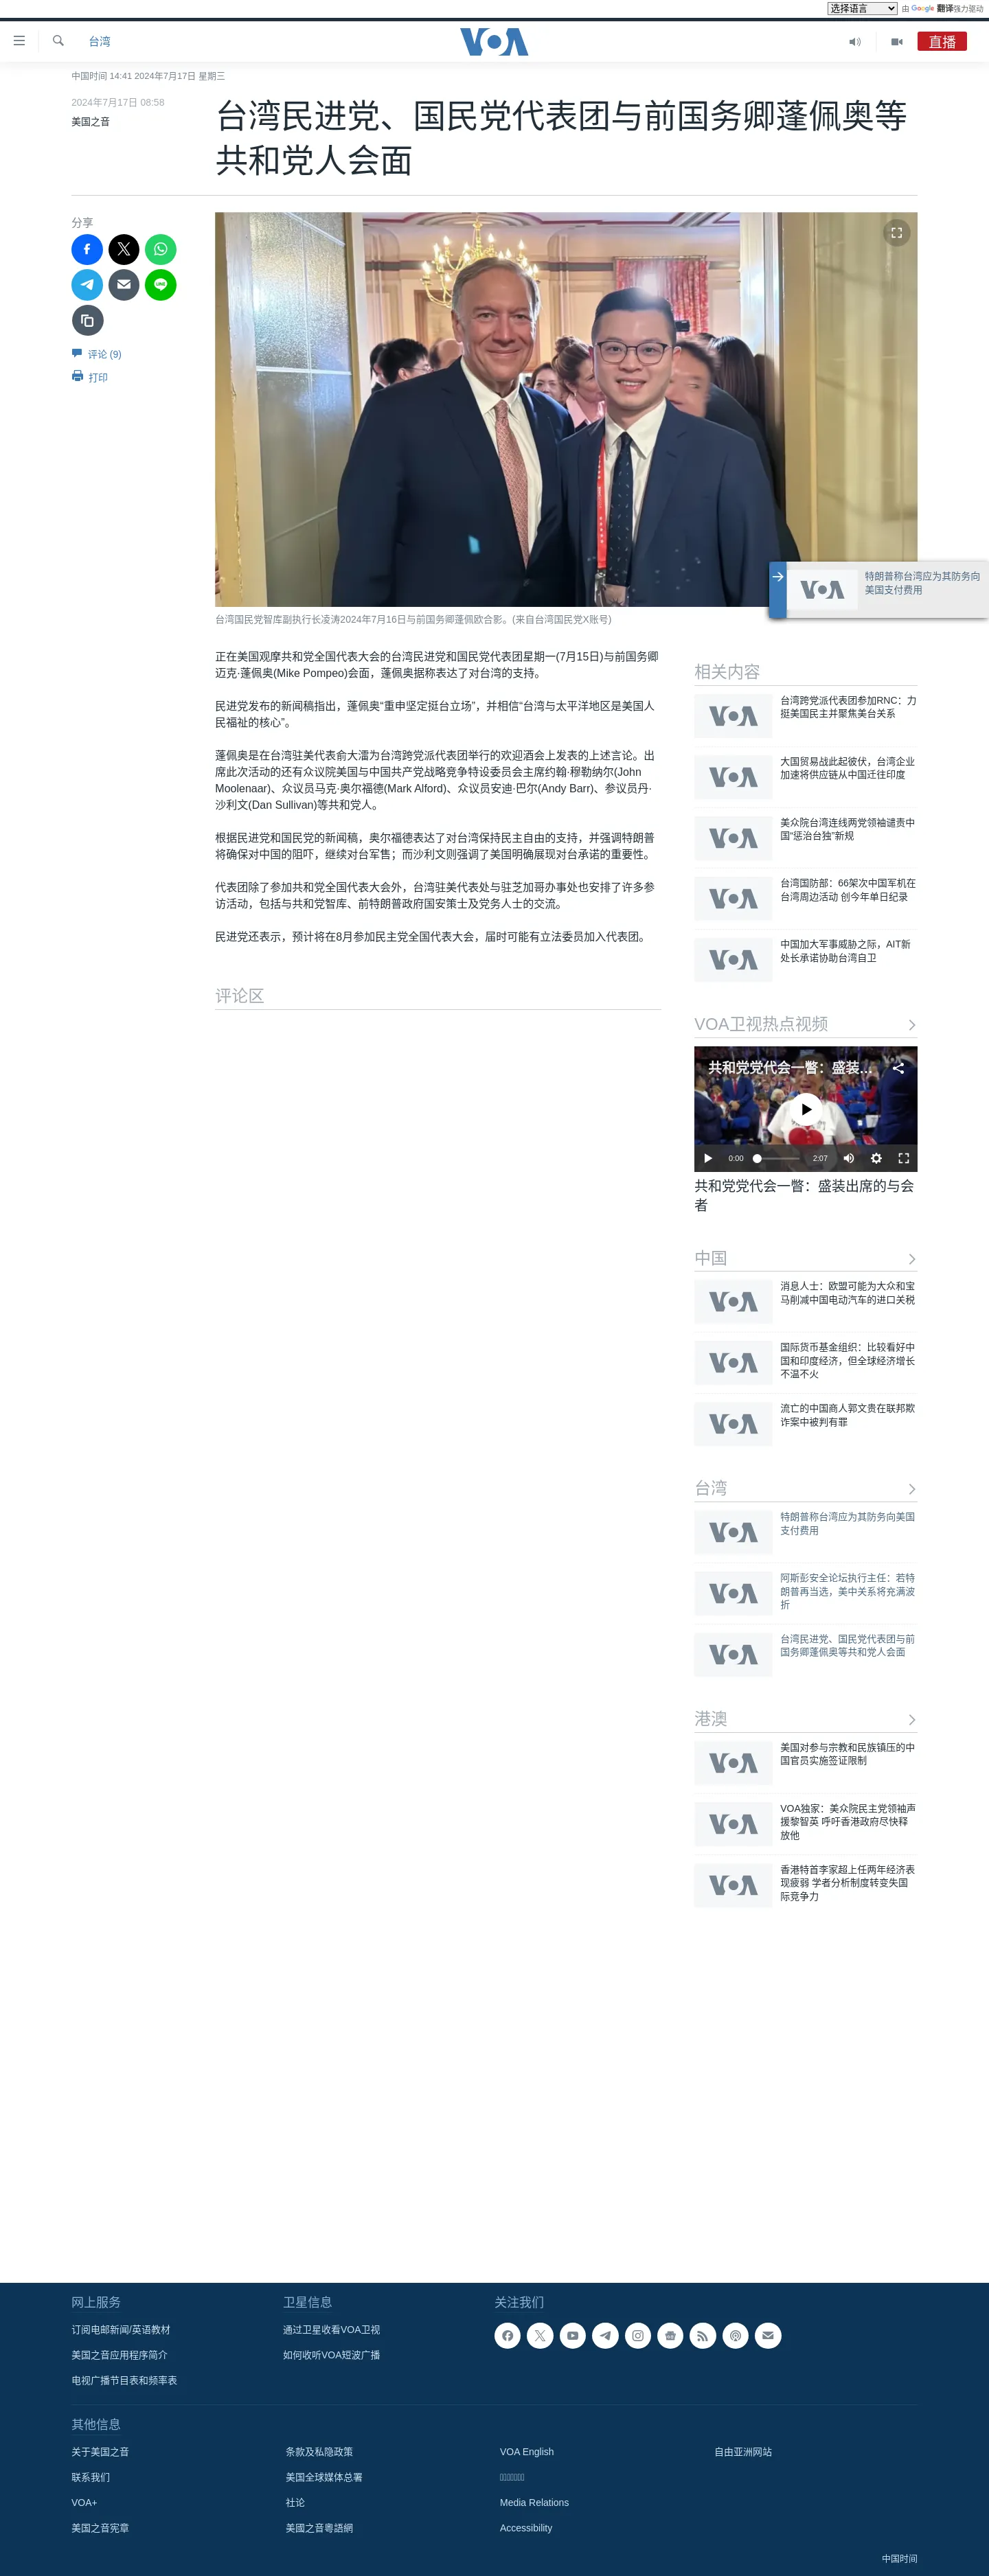 选择语言 由 Google 翻译强力驱动
台湾
VOA
直播
中国时间 14:41 2024年7月17日 星期三
2024年7月17日 08:58
美国之音
台湾民进党、国民党代表团与前国务卿蓬佩奥等
共和党人会面
分享
评论 (9)
打印
特朗普称台湾应为其防务向
美国支付费用
VOA
台湾国民党智库副执行长凌涛2024年7月16日与前国务卿蓬佩欧合影。(来自台湾国民党X账号)
正在美国观摩共和党全国代表大会的台湾民进党和国民党代表团星期一(7月15日)与前国务卿
迈克·蓬佩奥(Mike Pompeo)会面，蓬佩奥据称表达了对台湾的支持。
民进党发布的新闻稿指出，蓬佩奥“重申坚定挺台立场”，并相信“台湾与太平洋地区是美国人
民福祉的核心”。
蓬佩奥是在台湾驻美代表俞大㵢为台湾跨党派代表团举行的欢迎酒会上发表的上述言论。出
席此次活动的还有众议院美国与中国共产党战略竞争特设委员会主席约翰·穆勒纳尔(John
Moolenaar)、众议员马克·奥尔福德(Mark Alford)、众议员安迪·巴尔(Andy Barr)、参议员丹·
沙利文(Dan Sullivan)等共和党人。
根据民进党和国民党的新闻稿，奥尔福德表达了对台湾保持民主自由的支持，并强调特朗普
将确保对中国的阻吓，继续对台军售；而沙利文则强调了美国明确展现对台承诺的重要性。
代表团除了参加共和党全国代表大会外，台湾驻美代表处与驻芝加哥办事处也安排了许多参
访活动，包括与共和党智库、前特朗普政府国安策士及党务人士的交流。
民进党还表示，预计将在8月参加民主党全国代表大会，届时可能有立法委员加入代表团。
评论区
相关内容
VOA
台湾跨党派代表团参加RNC：力
挺美国民主并聚焦美台关系
VOA
大国贸易战此起彼伏，台湾企业
加速将供应链从中国迁往印度
VOA
美众院台湾连线两党领袖谴责中
国“惩治台独”新规
VOA
台湾国防部：66架次中国军机在
台湾周边活动 创今年单日纪录
VOA
中国加大军事威胁之际，AIT新
处长承诺协助台湾自卫
VOA卫视热点视频
共和党党代会一瞥：盛装...
0:00 2:07
共和党党代会一瞥：盛装出席的与会
者
中国
VOA
消息人士：欧盟可能为大众和宝
马削减中国电动汽车的进口关税
VOA
国际货币基金组织：比较看好中
国和印度经济，但全球经济增长
不温不火
VOA
流亡的中国商人郭文贵在联邦欺
诈案中被判有罪
台湾
VOA
特朗普称台湾应为其防务向美国
支付费用
VOA
阿斯彭安全论坛执行主任：若特
朗普再当选，美中关系将充满波
折
VOA
台湾民进党、国民党代表团与前
国务卿蓬佩奥等共和党人会面
港澳
VOA
美国对参与宗教和民族镇压的中
国官员实施签证限制
VOA
VOA独家：美众院民主党领袖声
援黎智英 呼吁香港政府尽快释
放他
VOA
香港特首李家超上任两年经济表
现疲弱 学者分析制度转变失国
际竞争力
网上服务 卫星信息 关注我们
订阅电邮新闻/英语教材 通过卫星收看VOA卫视
美国之音应用程序简介 如何收听VOA短波广播
电视广播节目表和频率表
其他信息
关于美国之音 条款及私隐政策 VOA English 自由亚洲网站
联系我们 美国全球媒体总署
VOA+ 社论 Media Relations
美国之音宪章 美國之音粵語網 Accessibility
中国时间